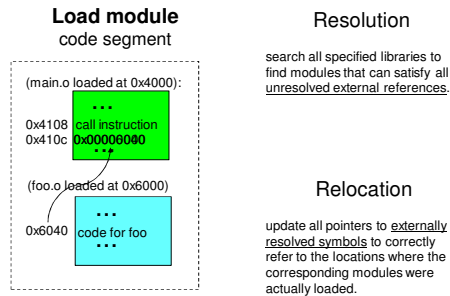 Load module
code segment
(main.o loaded at 0x4000):
...
0x4108 call instruction
0x410c
...
(foo.o loaded at 0x6000)
...
0x6040 code for foo
...
Resolution
search all specified libraries to
find modules that can satisfy all
unresolved external references.
Relocation
update all pointers to externally
resolved symbols to correctly
refer to the locations where the
corresponding modules were
actually loaded.